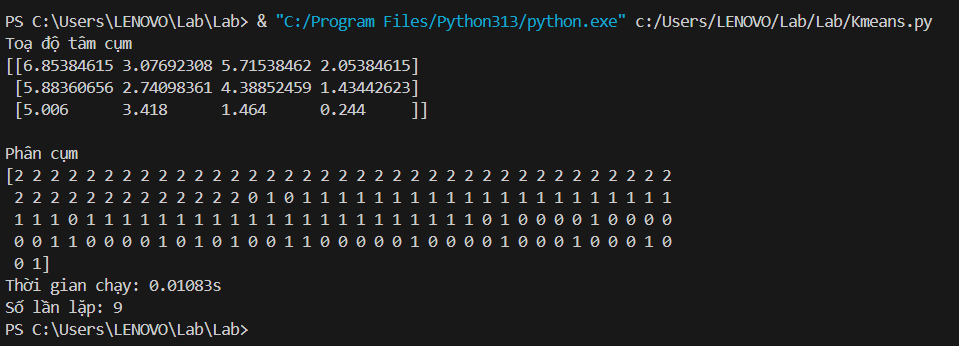 PS C:\Users\LENOVO\Lab\Lab> & "C:/Program Files/Python313/python.exe" c:/Users/LENOVO/Lab/Lab/Kmeans.py
Toạ độ tâm cụm
[[6.85384615 3.07692308 5.71538462 2.05384615]
 [5.88360656 2.74098361 4.38852459 1.43442623]
 [5.006      3.418      1.464      0.244     ]]

Phân cụm
[2 2 2 2 2 2 2 2 2 2 2 2 2 2 2 2 2 2 2 2 2 2 2 2 2 2 2 2 2 2 2 2 2 2 2 2 2
 2 2 2 2 2 2 2 2 2 2 2 2 2 0 1 0 1 1 1 1 1 1 1 1 1 1 1 1 1 1 1 1 1 1 1 1 1
 1 1 1 0 1 1 1 1 1 1 1 1 1 1 1 1 1 1 1 1 1 1 1 1 1 1 0 1 0 0 0 0 1 0 0 0 0
 0 0 1 1 0 0 0 0 1 0 1 0 1 0 0 1 1 0 0 0 0 0 1 0 0 0 0 1 0 0 0 1 0 0 0 1 0
 0 1]
Thời gian chạy: 0.01083s
Số lần lặp: 9
PS C:\Users\LENOVO\Lab\Lab>